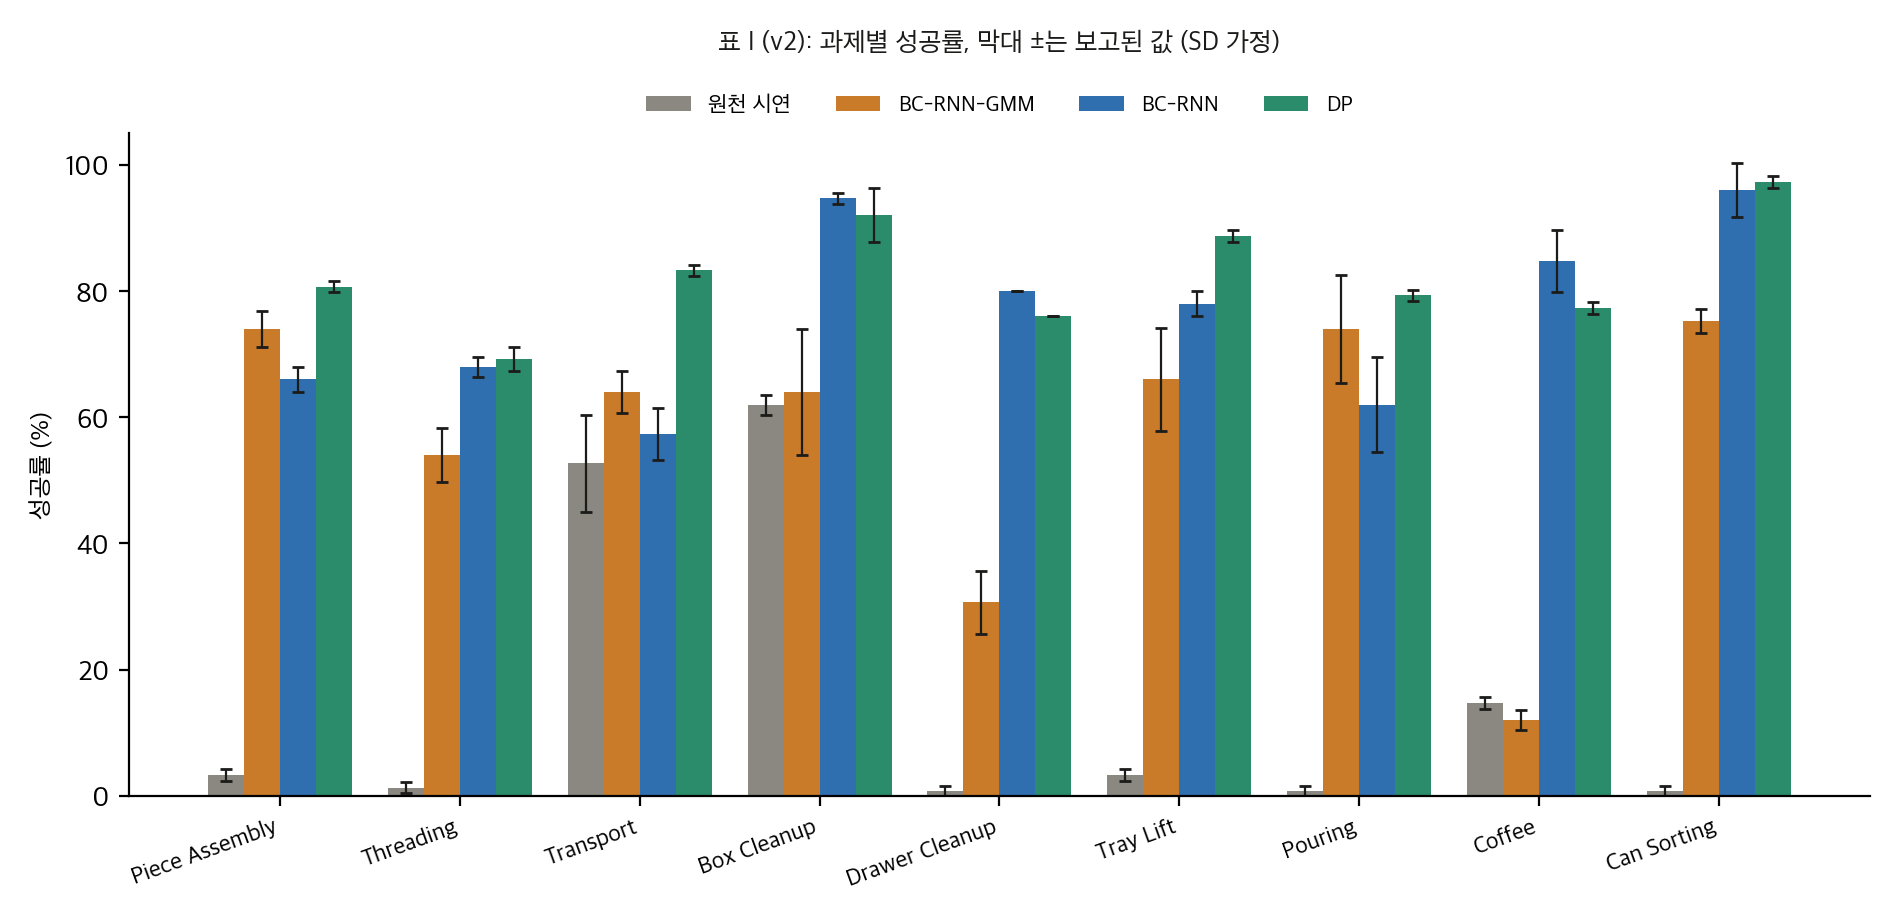 표 I (v2): 과제별 성공률, 막대 ±는 보고된 값 (SD 가정)
원천 시연 BC-RNN-GMM BC-RNN DP
성공률 (%)
100
80
60
40
20
0
Piece Assembly Threading Transport Box Cleanup Drawer Cleanup Tray Lift Pouring Coffee Can Sorting